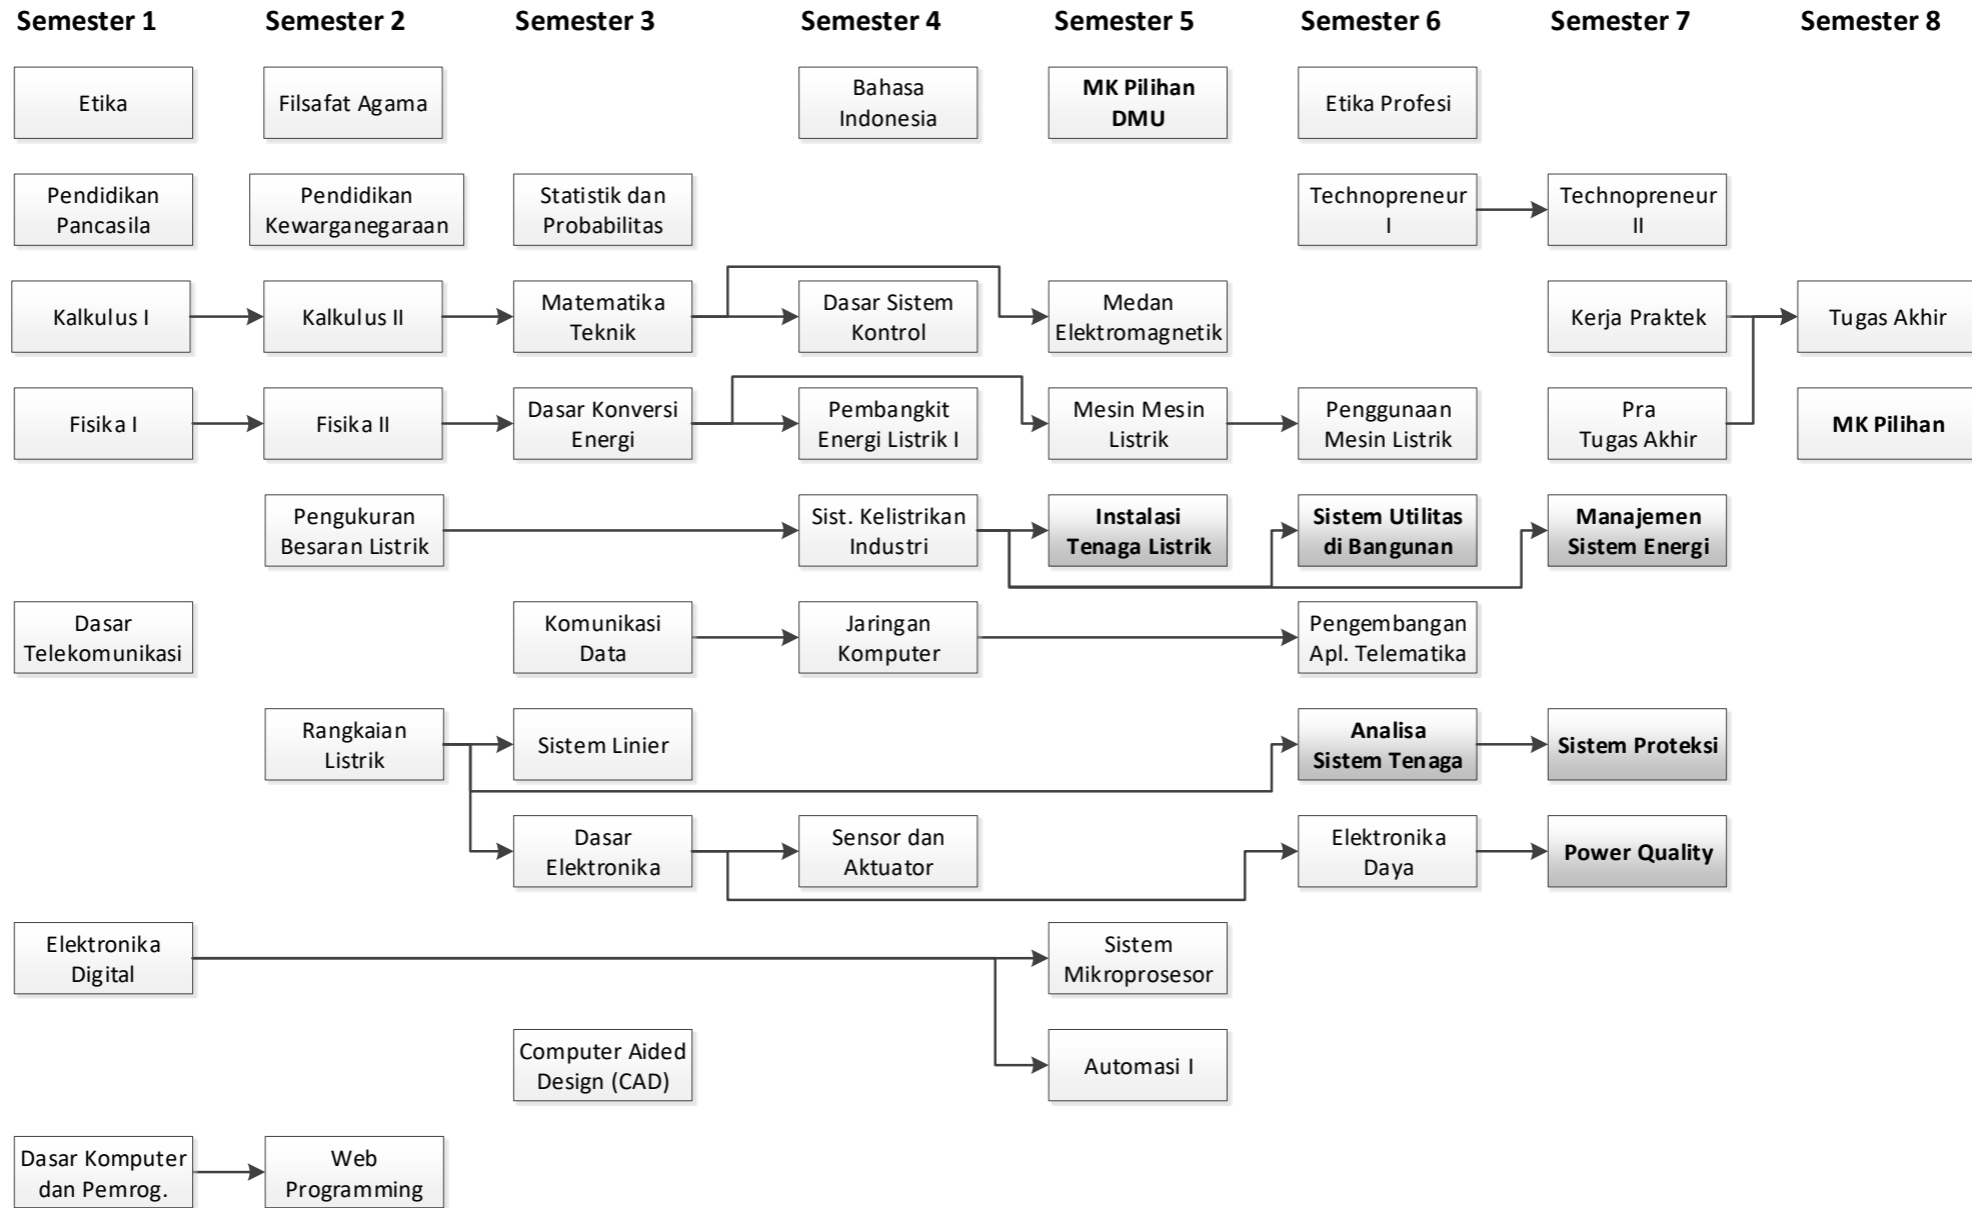 Semester 1
Semester 2
Semester 3
Semester 4
Semester 5
Semester 6
Semester 7
Semester 8
Etika
Filsafat Agama
Bahasa
Indonesia
MK Pilihan
DMU
Etika Profesi
Pendidikan
Pancasila
Pendidikan
Kewarganegaraan
Statistik dan
Probabilitas
Technopreneur
I
Technopreneur
II
Kalkulus I
Kalkulus II
Matematika
Teknik
Dasar Sistem
Kontrol
Medan
Elektromagnetik
Kerja Praktek
Tugas Akhir
Fisika I
Fisika II
Dasar Konversi
Energi
Pembangkit
Energi Listrik I
Mesin Mesin
Listrik
Penggunaan
Mesin Listrik
Pra
Tugas Akhir
MK Pilihan
Pengukuran
Besaran Listrik
Sist. Kelistrikan
Industri
Instalasi
Tenaga Listrik
Sistem Utilitas
di Bangunan
Manajemen
Sistem Energi
Dasar
Telekomunikasi
Komunikasi
Data
Jaringan
Komputer
Pengembangan
Apl. Telematika
Rangkaian
Listrik
Sistem Linier
Analisa
Sistem Tenaga
Sistem Proteksi
Dasar
Elektronika
Sensor dan
Aktuator
Elektronika
Daya
Power Quality
Elektronika
Digital
Sistem
Mikroprosesor
Computer Aided
Design (CAD)
Automasi I
Dasar Komputer
dan Pemrog.
Web
Programming